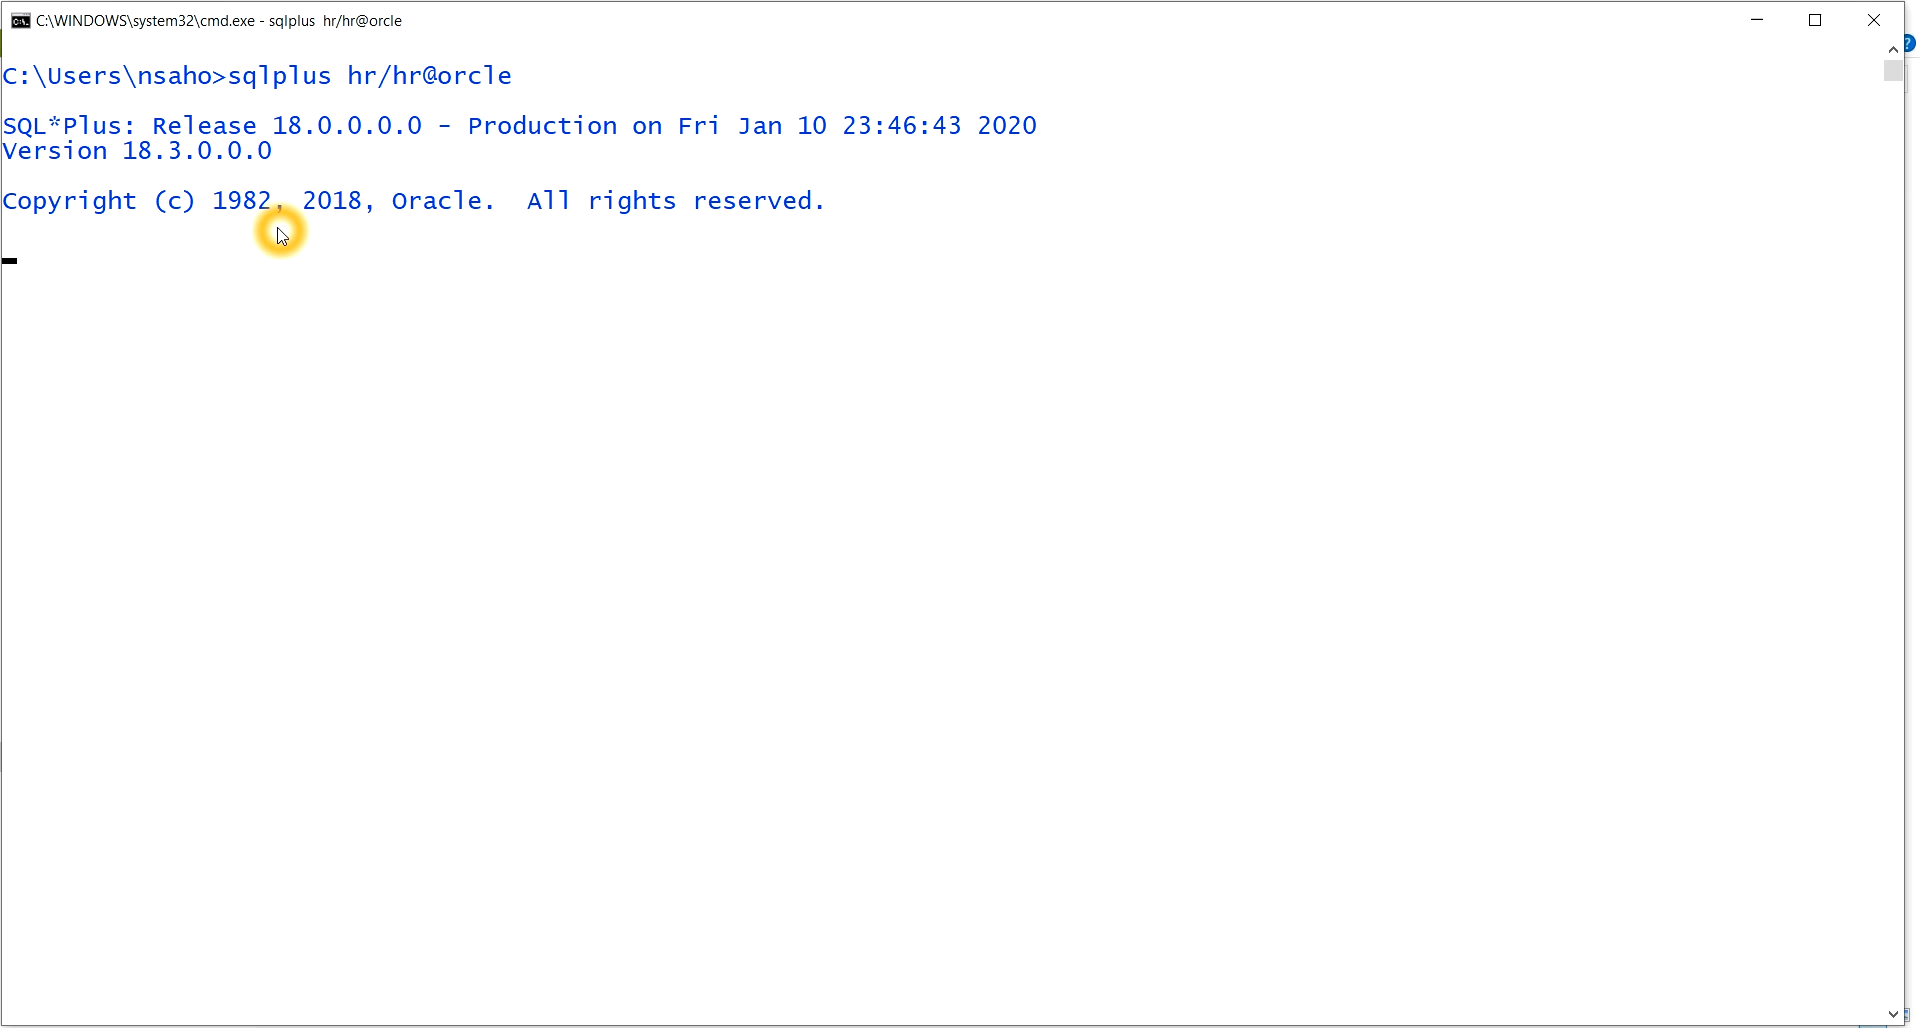 C:\WINDOWS\system32\cmd.exe - sqlplus  hr/hr@orcle
C:\Users\nsaho>sqlplus hr/hr@orcle
SQL*Plus: Release 18.0.0.0.0 - Production on Fri Jan 10 23:46:43 2020
Version 18.3.0.0.0
Copyright (c) 1982, 2018, Oracle.  All rights reserved.